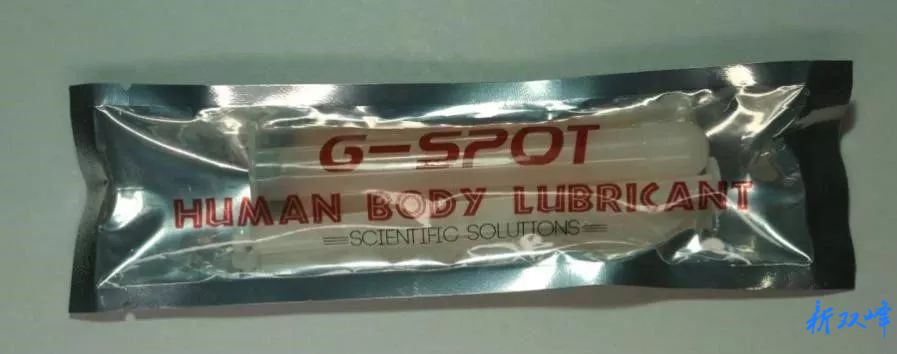 G-SPOT
HUMAN BODY LUBRICANT
SCIENTIFIC SOLUTIONS
新双峰